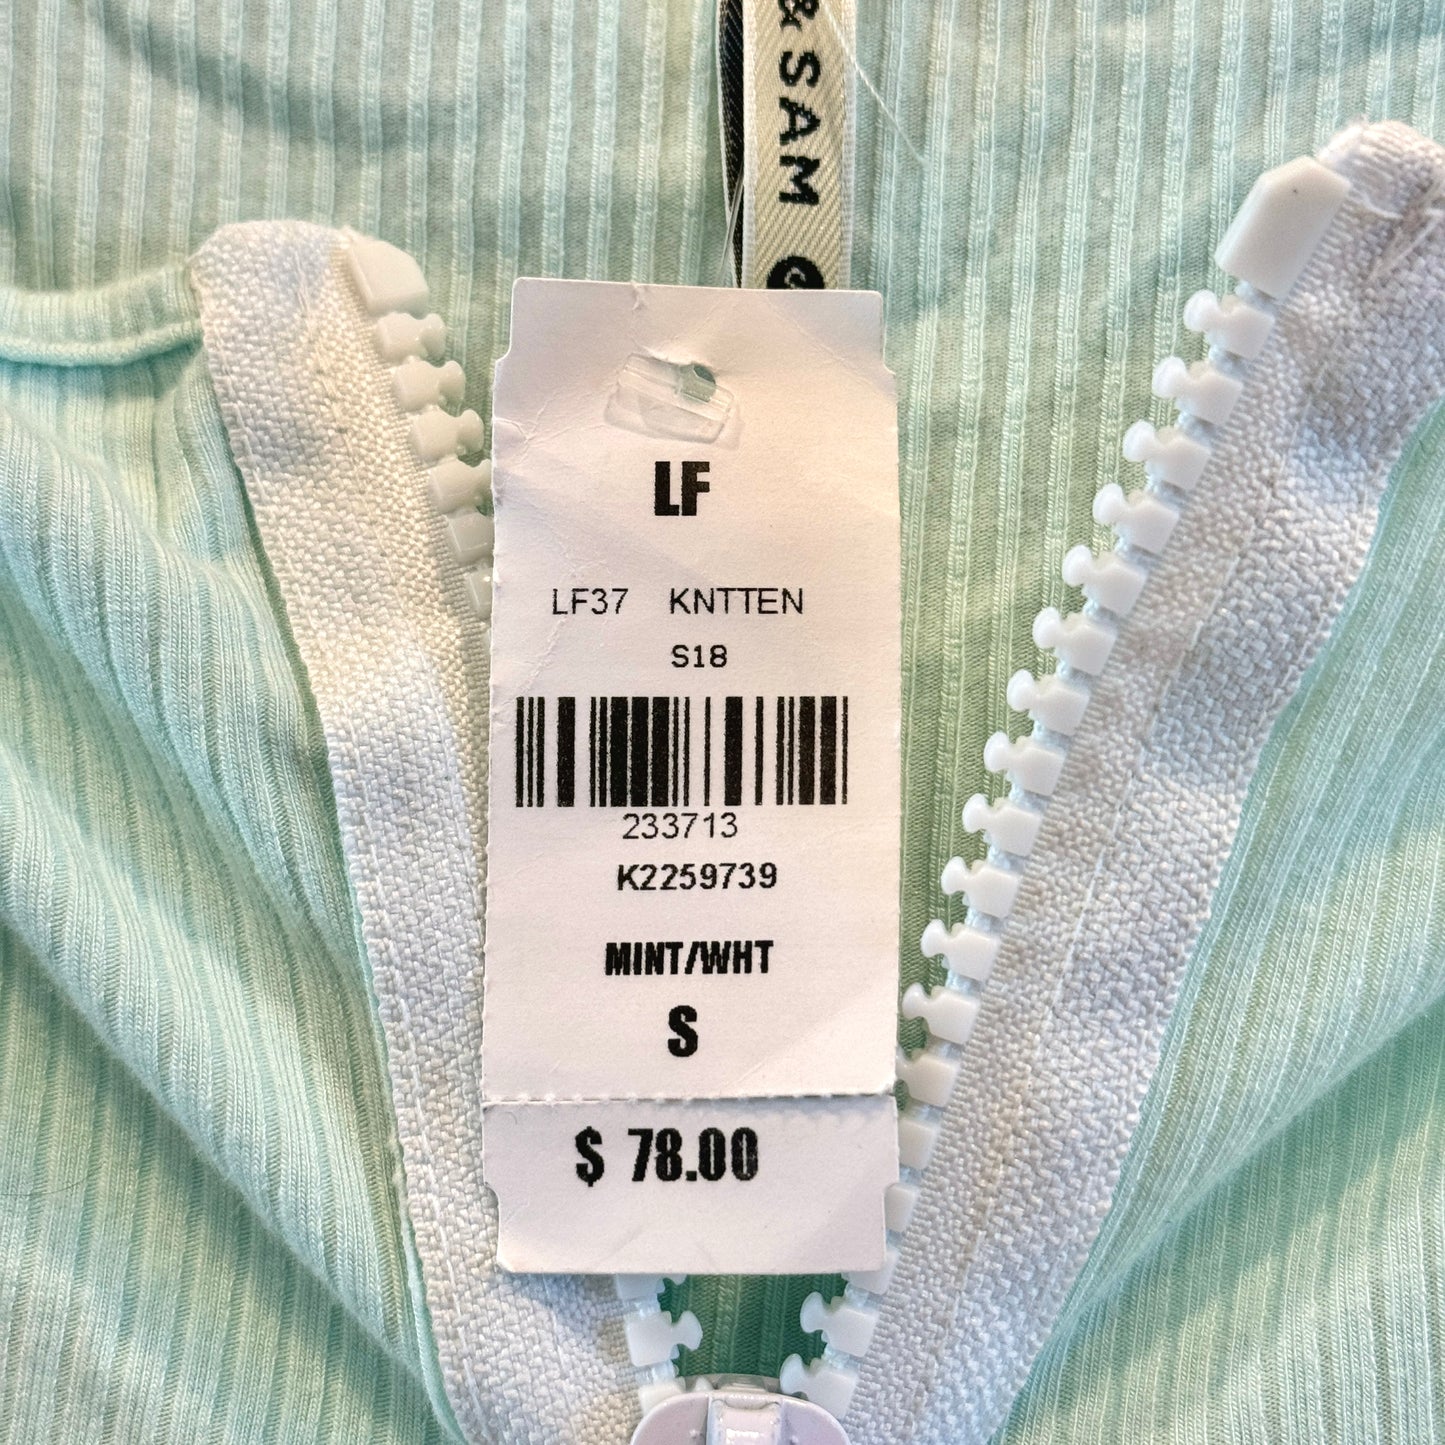 & SAM
LF
LF37 KNTTEN
S18
233713
K2259739
MINT/WHT
S
$ 78.00